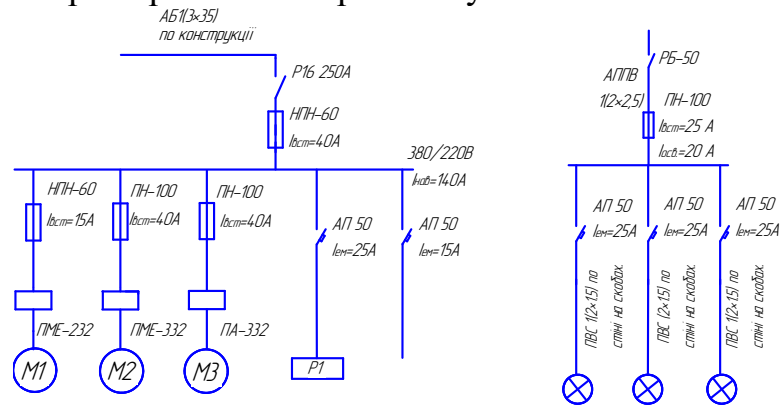 АБ1(3×35)
по конструкції
Р16 250А
НПН-60
Iвст=40А
380/220В
Iнав=140А
НПН-60
Iвст=15А
ПН-100
Iвст=40А
ПН-100
Iвст=40А
АП 50
Iем=25А
АП 50
Iем=15А
ПМЕ-232
ПМЕ-332
ПА-332
М1
М2
М3
Р1
РБ-50
АППВ
1(2×2,5)
ПН-100
Iвст=25 А
Iосв.=20 А
АП 50
Iем=25А
АП 50
Iем=25А
АП 50
Iем=25А
ПВС 1(2×1,5) по
стіні на скобах.
ПВС (2×1,5) по
стіні на скобах.
ПВС 1(2×1,5) по
стіні на скобах.